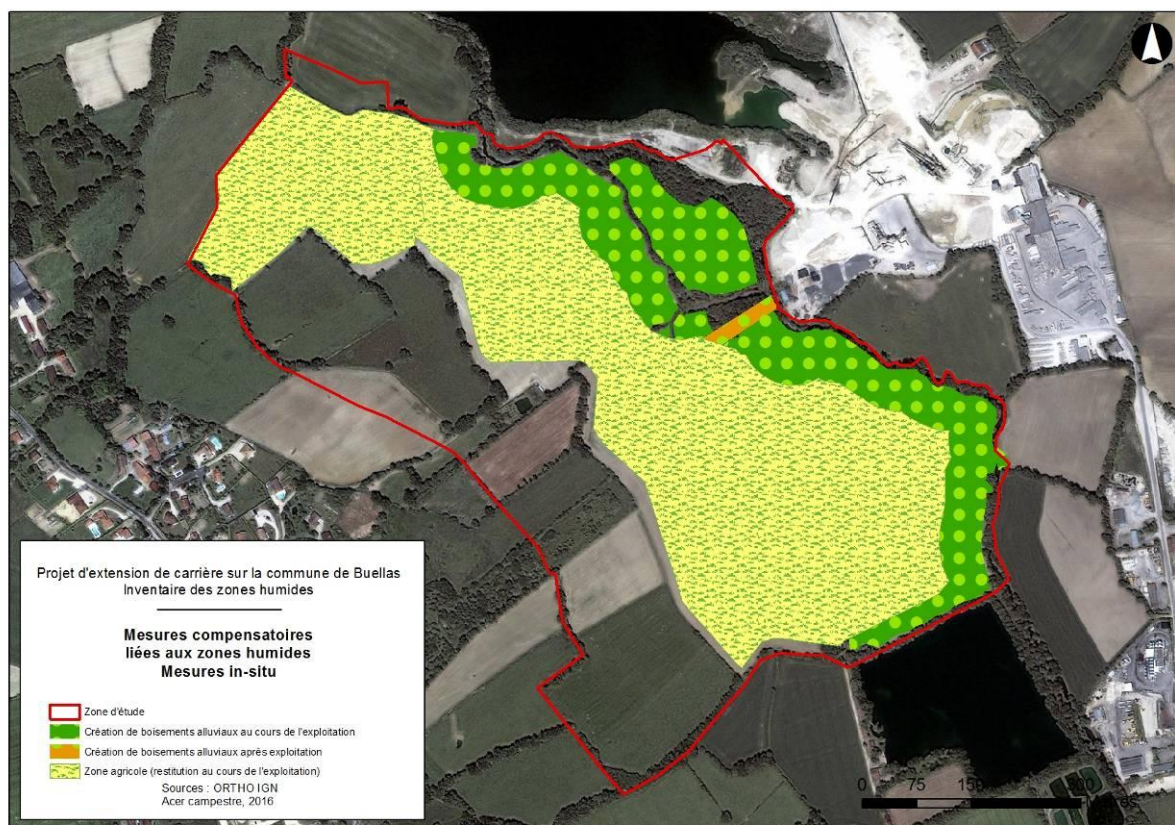 Projet d'extension de carrière sur la commune de Buellas
Inventaire des zones humides
Mesures compensatoires
liées aux zones humides
Mesures in-situ
Zone d'étude
Création de boisements alluviaux au cours de l'exploitation
Création de boisements alluviaux après exploitation
Zone agricole (restitution au cours de l'exploitation)
Sources : ORTHO IGN
Acer campestre, 2016
0 75 150 300